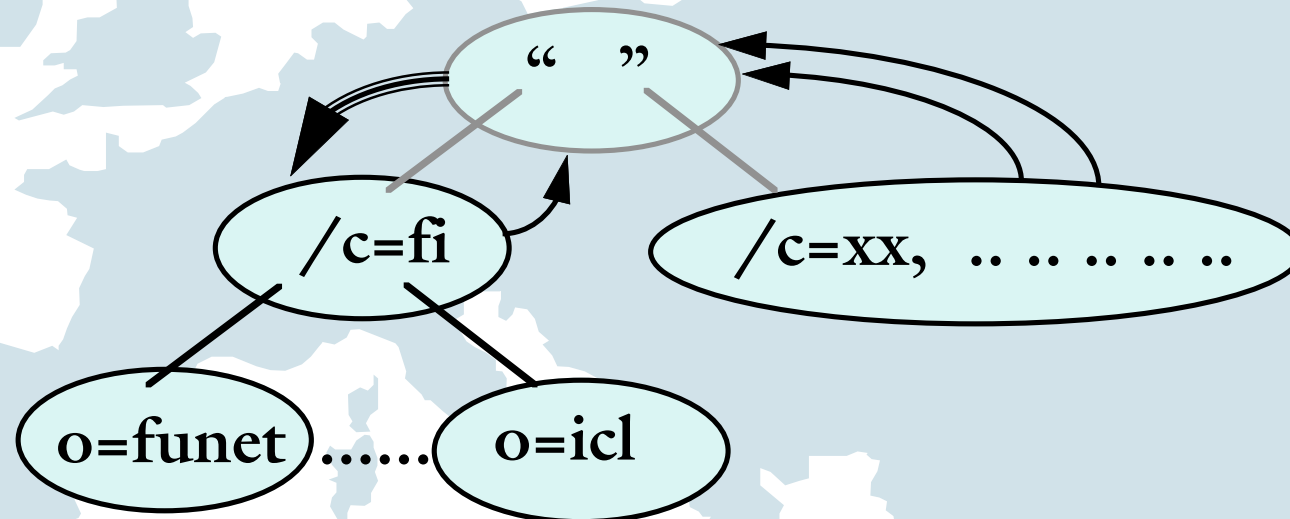 “ ”
/c=fi
/c=xx, .. .. .. .. ..
o=funet ...... o=icl